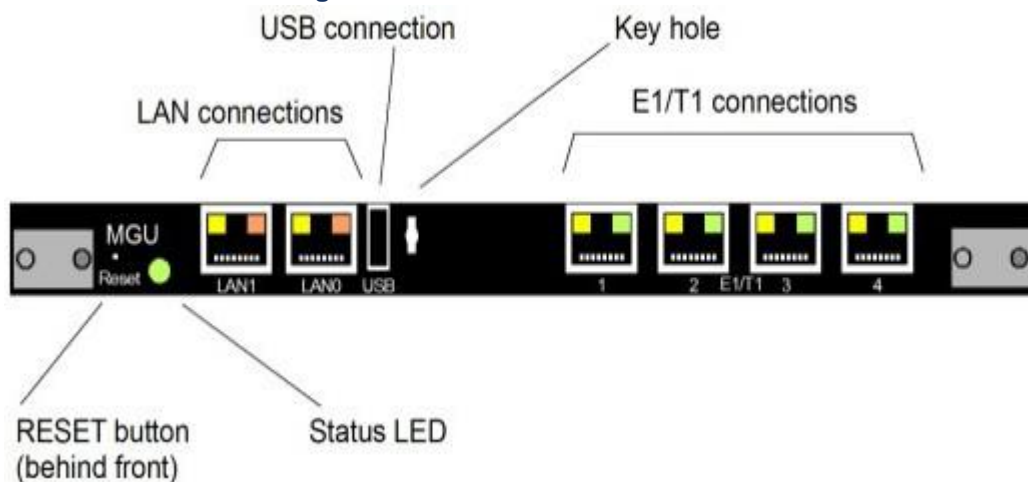 USB connection
Key hole
LAN connections
E1/T1 connections
MGU
Reset
LAN1
LAN0
USB
1
2
E1/T1
3
4
RESET button
(behind front)
Status LED